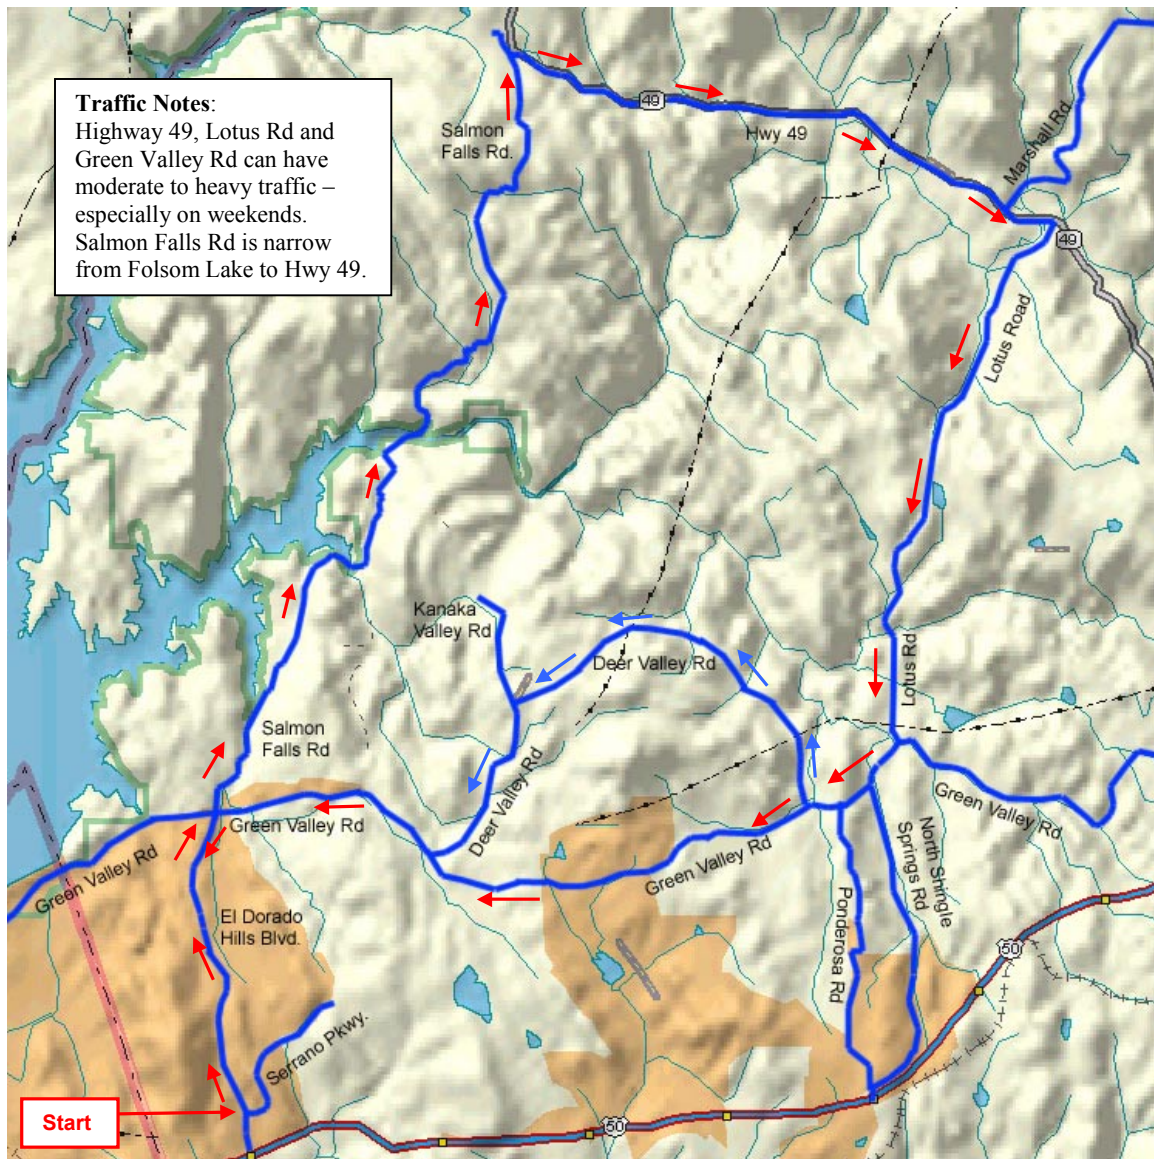 Traffic Notes:
Highway 49, Lotus Rd and
Green Valley Rd can have
moderate to heavy traffic –
especially on weekends.
Salmon Falls Rd is narrow
from Folsom Lake to Hwy 49.
Salmon
Falls Rd.
49
Hwy 49
Marshall Rd.
49
Lotus Road
Kanaka
Valley Rd
Deer Valley Rd
Lotus Rd
Salmon
Falls Rd
Deer Valley Rd
Green Valley Rd
Green Valley Rd.
Green Valley Rd
Green Valley Rd
North Shingle
Springs Rd
Ponderosa Rd
El Dorado
Hills Blvd.
50
Serrano Pkwy.
Start
50